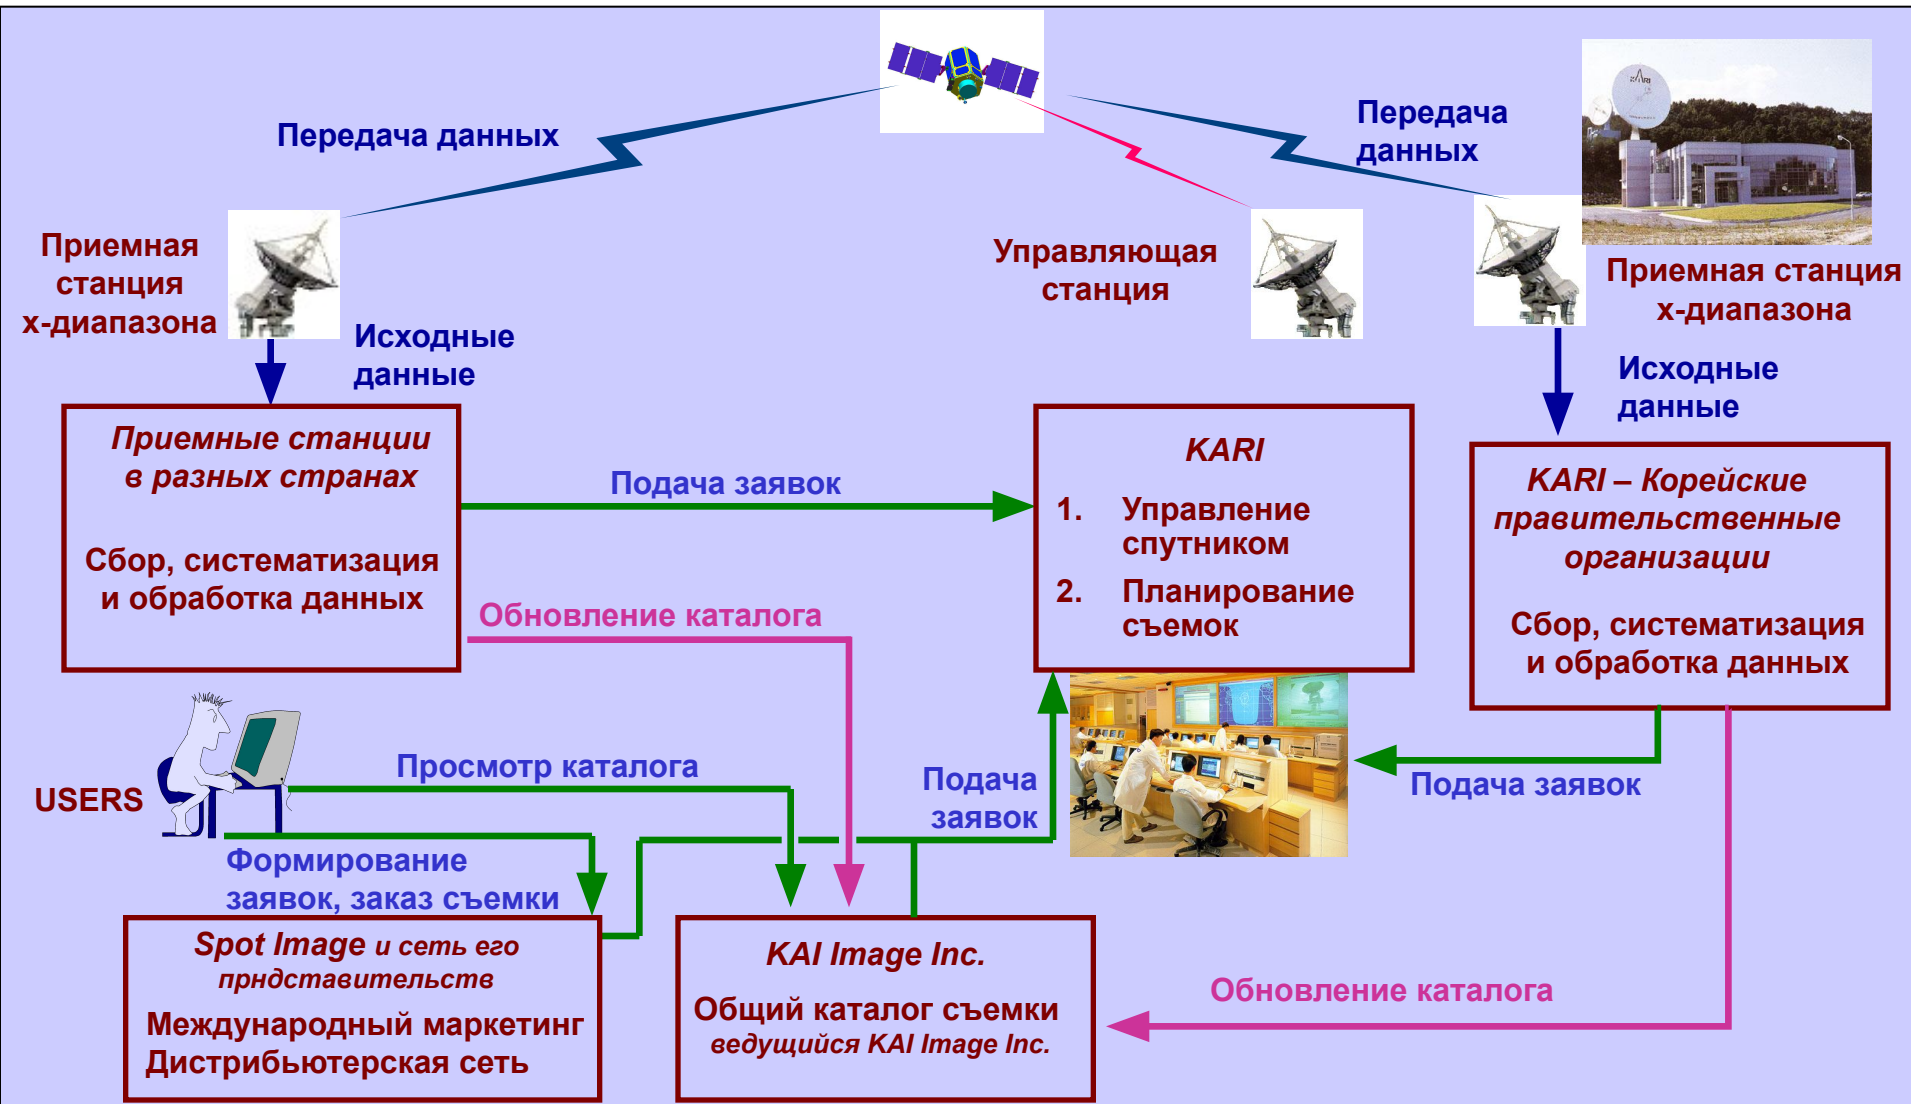 Передача данных
Передача
данных
KARI
Приемная
станция
х-диапазона
Управляющая
станция
Приемная станция
х-диапазона
Исходные
данные
Исходные
данные
Приемные станции
в разных странах
Сбор, систематизация
и обработка данных
Подача заявок
KARI
1. Управление
спутником
2. Планирование
съемок
KARI – Корейские
правительственные
организации
Сбор, систематизация
и обработка данных
Обновление каталога
USERS
Просмотр каталога
Подача
заявок
Подача заявок
Формирование
заявок, заказ съемки
Spot Image и сеть его
прндставительств
Международный маркетинг
Дистрибьютерская сеть
KAI Image Inc.
Общий каталог съемки
ведущийся KAI Image Inc.
Обновление каталога